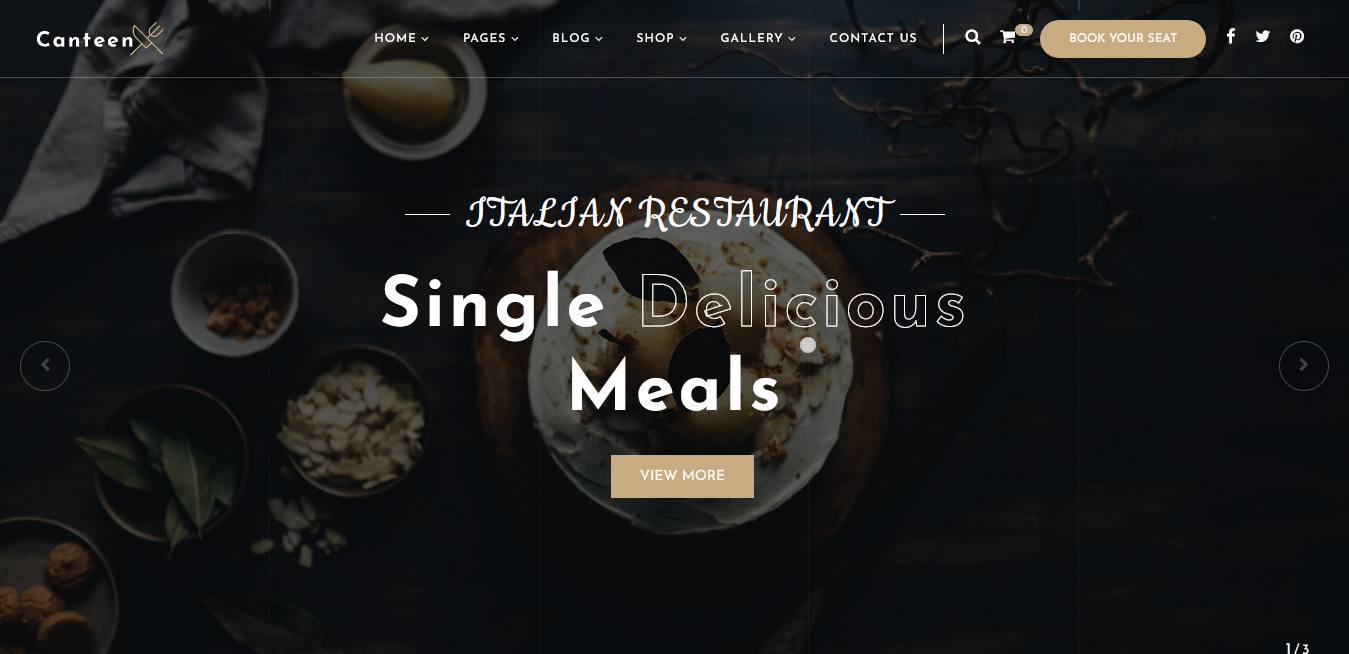 Canteen
HOME PAGES BLOG SHOP GALLERY CONTACT US 0 BOOK YOUR SEAT
ITALIAN RESTAURANT
Single Delicious
Meals
VIEW MORE
1 / 3